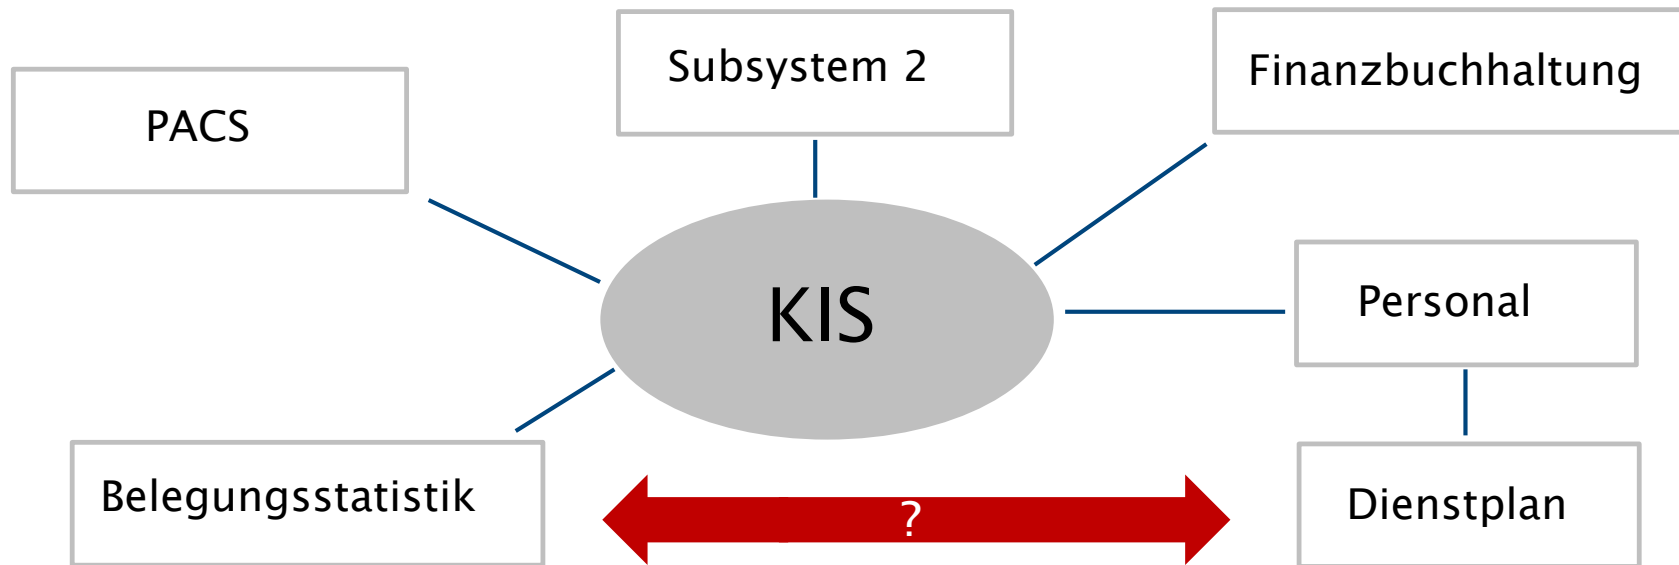 PACS
Subsystem 2
Finanzbuchhaltung
KIS
Personal
Belegungsstatistik
?
Dienstplan